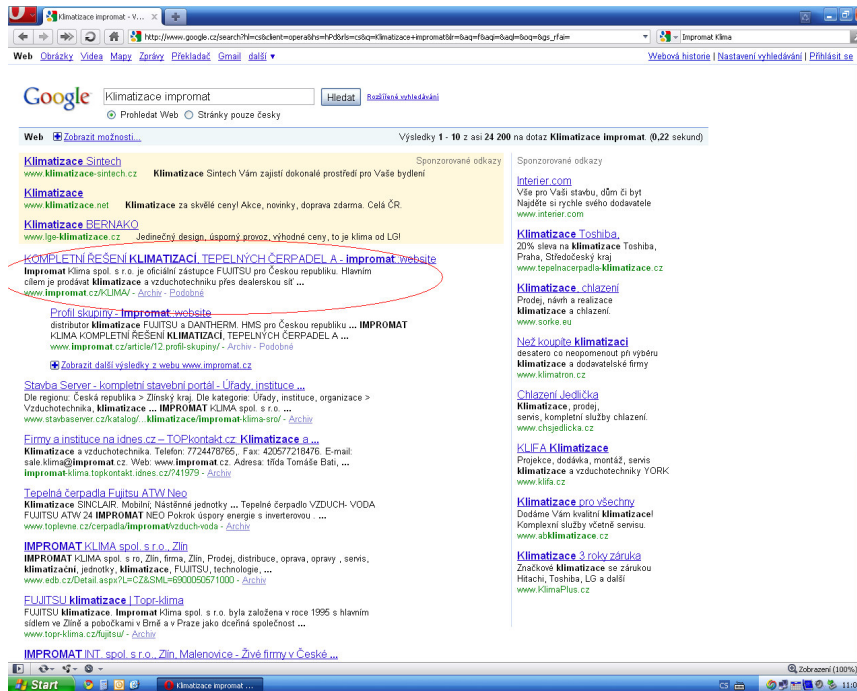 Klimatizace impromat - V...
http://www.google.cz/search?hl=cs&client=opera&hs=hPd&rls=cs&q=Klimatizace+impromat&lr=&aq=f&aqi=&aql=&oq=&gs_rfai=
Impromat Klima
Web Obrázky Videa Mapy Zprávy Překladač Gmail další ▼
Webová historie | Nastavení vyhledávání | Přihlásit se
Google
Klimatizace impromat
Hledat
Rozšířené vyhledávání
Prohledat Web Stránky pouze česky
Web Zobrazit možnosti...
Výsledky 1 - 10 z asi 24 200 na dotaz Klimatizace impromat. (0,22 sekund)
Klimatizace Sintech
Sponzorované odkazy
www.klimatizace-sintech.cz Klimatizace Sintech Vám zajistí dokonalé prostředí pro Vaše bydlení
Klimatizace
www.klimatizace.net Klimatizace za skvělé ceny! Akce, novinky, doprava zdarma. Celá ČR.
Klimatizace BERNAKO
www.lge-klimatizace.cz Jedinečný design, úsporný provoz, výhodné ceny, to je klima od LG!
KOMPLETNÍ ŘEŠENÍ KLIMATIZACÍ, TEPELNÝCH ČERPADEL A - impromat :website
Impromat Klima spol. s r.o. je oficiální zástupce FUJITSU pro Českou republiku. Hlavním
cílem je prodávat klimatizace a vzduchotechniku přes dealerskou síť ...
www.impromat.cz/KLIMA/ - Archiv - Podobné
Profil skupiny - Impromat :website
distributor klimatizace FUJITSU a DANTHERM. HMS pro Českou republiku ... IMPROMAT
KLIMA KOMPLETNÍ ŘEŠENÍ KLIMATIZACÍ, TEPELNÝCH ČERPADEL A ...
www.impromat.cz/article/12.profil-skupiny/ - Archiv - Podobné
Zobrazit další výsledky z webu www.impromat.cz
Stavba Server - kompletní stavební portál - Úřady, instituce ...
Dle regionu: Česká republika > Zlínský kraj. Dle kategorie: Úřady, instituce, organizace >
Vzduchotechnika, klimatizace ... IMPROMAT KLIMA spol. s r.o. ...
www.stavbaserver.cz/katalog/...klimatizace/impromat-klima-sro/ - Archiv
Firmy a instituce na idnes.cz – TOPkontakt.cz: Klimatizace a ...
Klimatizace a vzduchotechnika. Telefon: 7724478765,. Fax: 420577218476. E-mail:
sale.klima@impromat.cz. Web: www.impromat.cz. Adresa: třída Tomáše Bati, ...
impromat-klima.topkontakt.idnes.cz/?41979 - Archiv
Tepelná čerpadla Fujitsu ATW Neo
Klimatizace SINCLAIR. Mobilní; Nástěnné jednotky ... Tepelné čerpadlo VZDUCH- VODA
FUJITSU ATW 24 IMPROMAT NEO Pokrok úspory energie s inverterovou . ...
www.toplevne.cz/cerpadla/impromat/vzduch-voda - Archiv
IMPROMAT KLIMA spol. s r.o., Zlín
IMPROMAT KLIMA spol. s ro, Zlín, firma, Zlín, Prodej, distribuce, oprava, opravy , servis,
klimatizační, jednotky, klimatizace, FUJITSU, technologie, ...
www.edb.cz/Detail.aspx?L=CZ&SML=6900050571000 - Archiv
FUJITSU klimatizace | Topr-klima
FUJITSU klimatizace. Impromat Klima spol. s r.o. byla založena v roce 1995 s hlavním
sídlem ve Zlíně a pobočkami v Brně a v Praze jako dceřiná společnost ...
www.topr-klima.cz/fujitsu/ - Archiv
IMPROMAT INT. spol. s r.o., Zlín, Malenovice - Živé firmy v České ...
Sponzorované odkazy
Interier.com
Vše pro Vaši stavbu, dům či byt
Najděte si rychle svého dodavatele
www.interier.com
Klimatizace Toshiba,
20% sleva na klimatizace Toshiba,
Praha, Středočeský kraj
www.tepelnacerpadla-klimatizace.cz
Klimatizace, chlazení
Prodej, návrh a realizace
klimatizace a chlazení.
www.sorke.eu
Než koupíte klimatizaci
desatero co neopomenout při výběru
klimatizace a dodavatelské firmy
www.klimatron.cz
Chlazení Jedlička
Klimatizace, prodej,
servis, kompletní služby chlazení.
www.chsjedlicka.cz
KLIFA Klimatizace
Projekce, dodávka, montáž, servis
klimatizace a vzduchotechniky YORK
www.klifa.cz
Klimatizace pro všechny
Dodáme Vám kvalitní klimatizace!
Komplexní služby včetně servisu.
www.abklimatizace.cz
Klimatizace 3 roky záruka
Značkové klimatizace se zárukou
Hitachi, Toshiba, LG a další
www.KlimaPlus.cz
Zobrazení (100%)
Start
Klimatizace impromat ...
CS